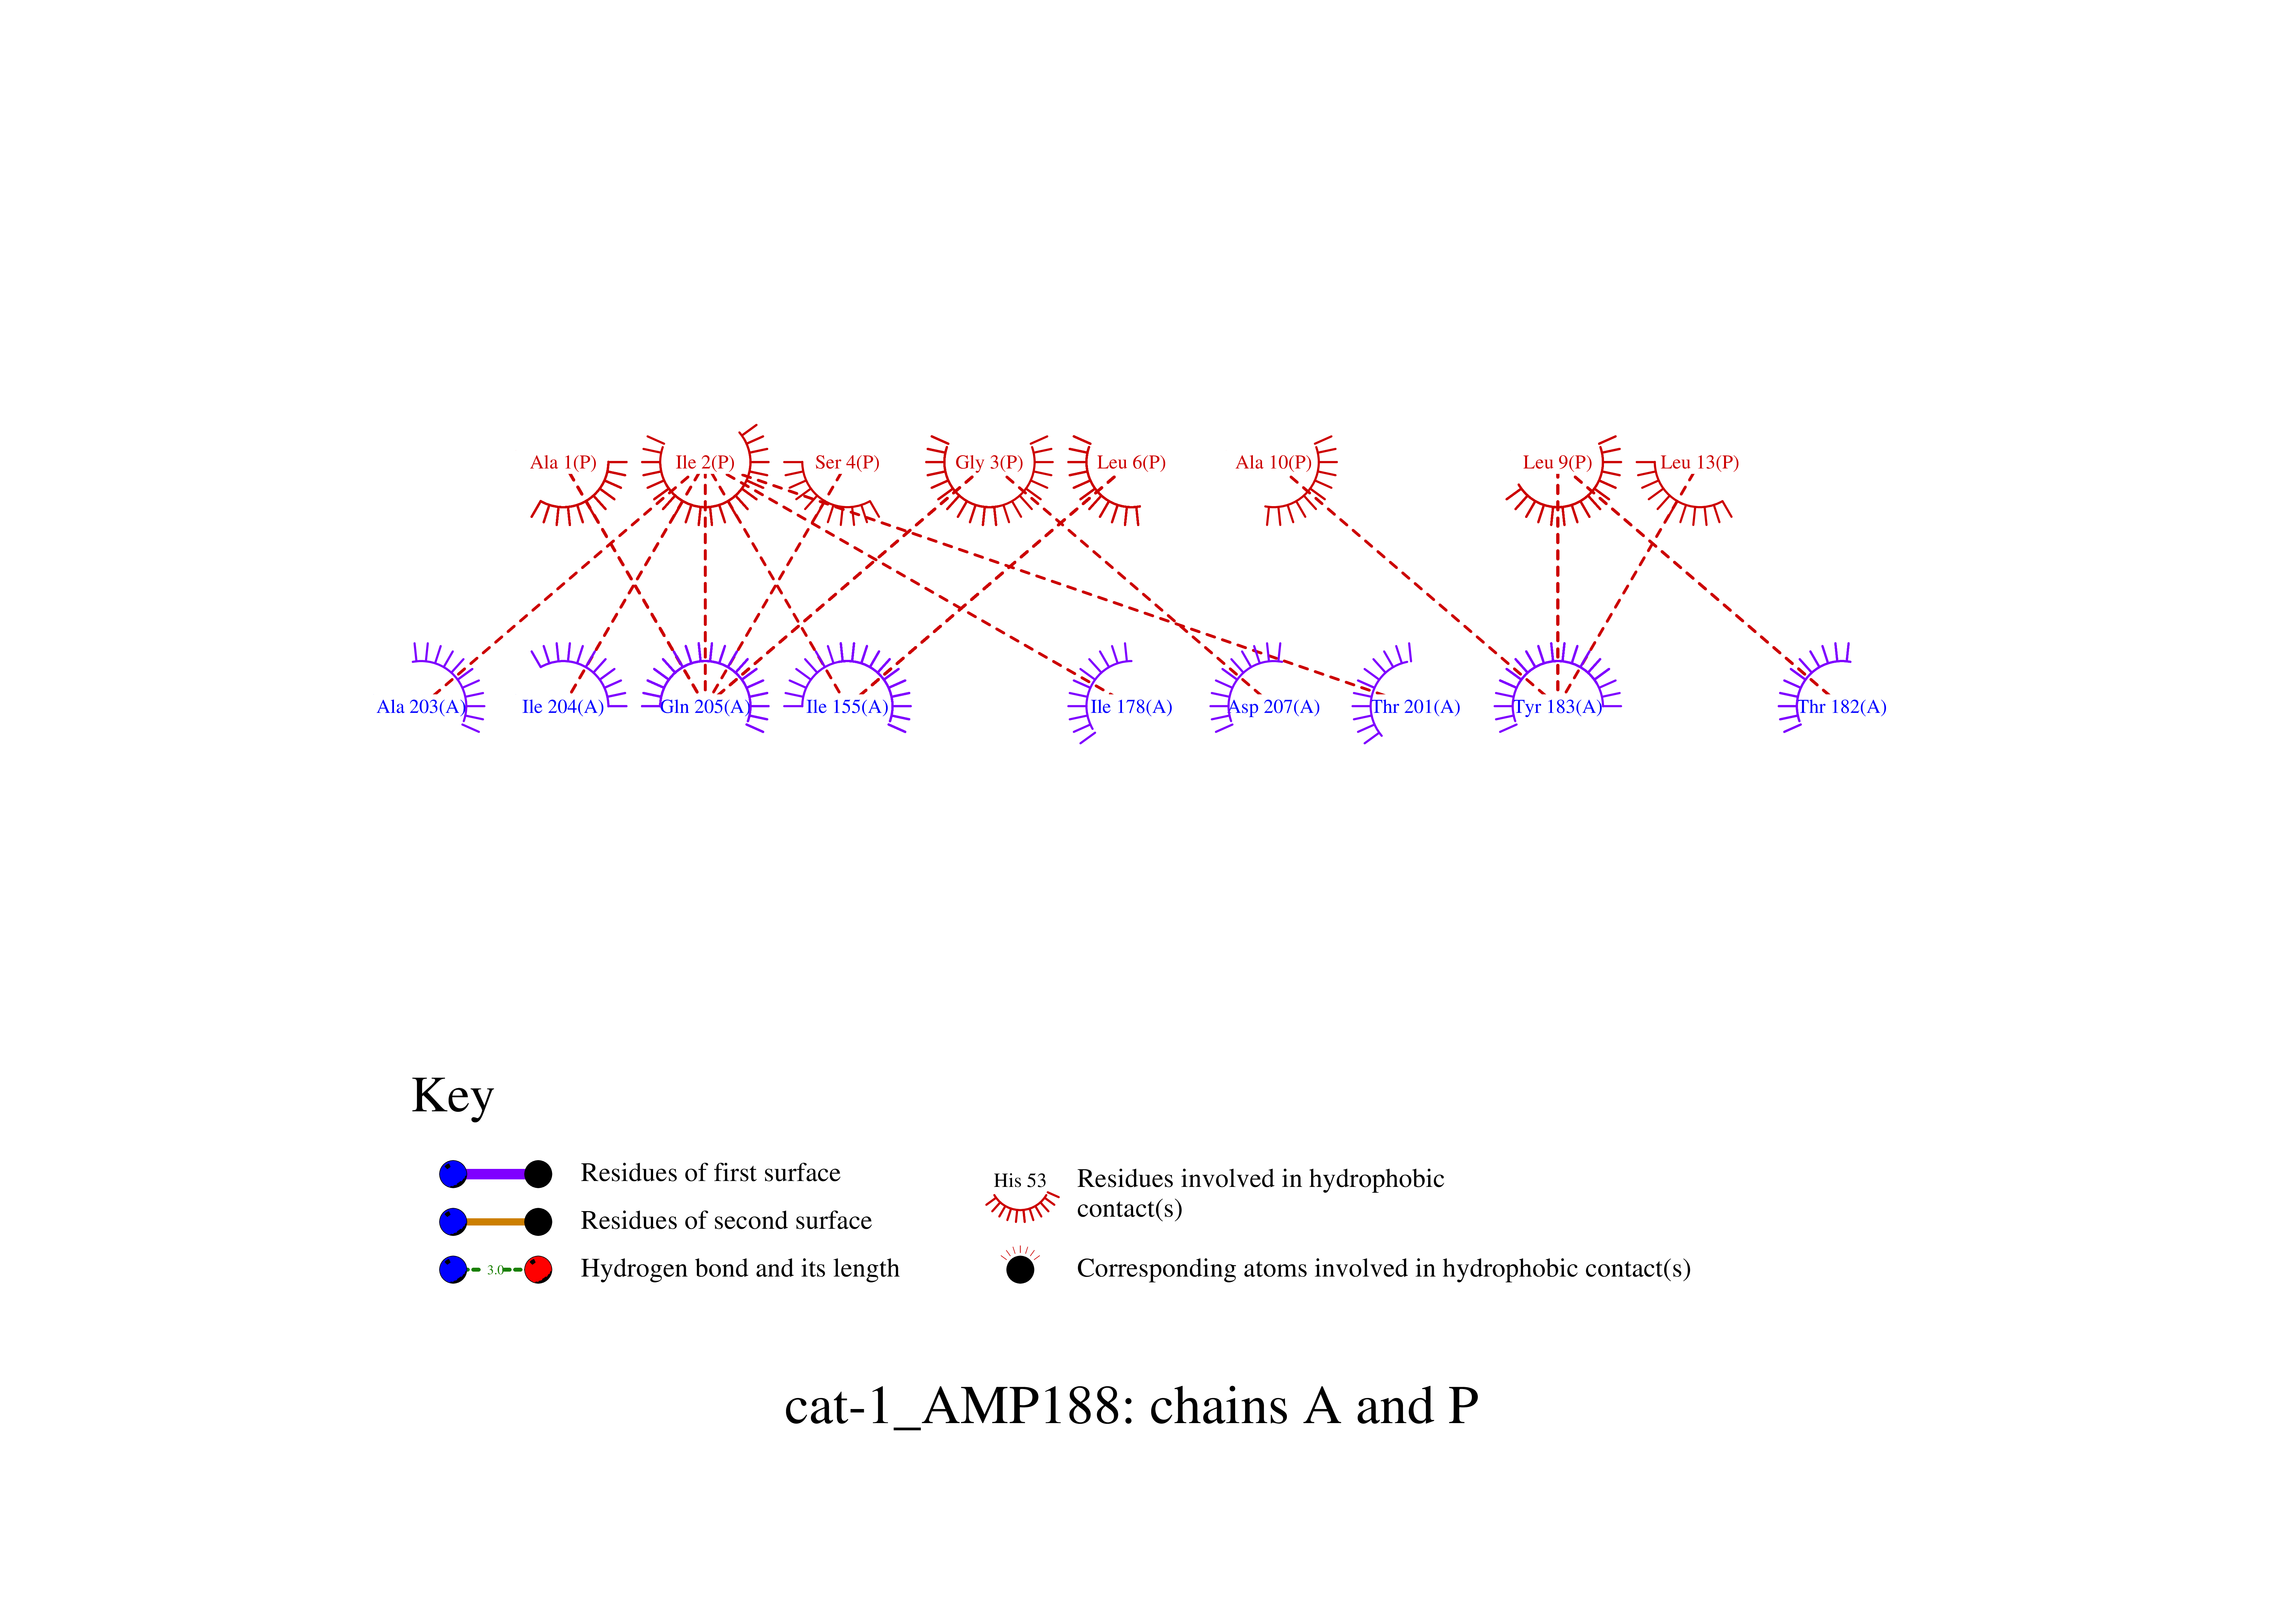 Ala 1(P) Ile 2(P) Ser 4(P) Gly 3(P) Leu 6(P) Ala 10(P) Leu 9(P) Leu 13(P)
Ala 203(A) Ile 204(A) Gln 205(A) Ile 155(A) Ile 178(A) Asp 207(A) Thr 201(A) Tyr 183(A) Thr 182(A)
Key
Residues of first surface
Residues of second surface
3.0 Hydrogen bond and its length
His 53 Residues involved in hydrophobic
contact(s)
Corresponding atoms involved in hydrophobic contact(s)
cat-1_AMP188: chains A and P